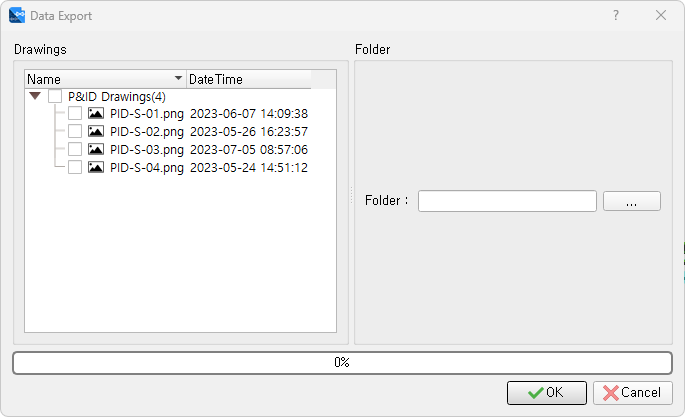 Data Export
?
Drawings
Folder
Name DateTime
P&ID Drawings(4)
PID-S-01.png 2023-06-07 14:09:38
PID-S-02.png 2023-05-26 16:23:57
PID-S-03.png 2023-07-05 08:57:06
PID-S-04.png 2023-05-24 14:51:12
Folder :
...
0%
OK
Cancel